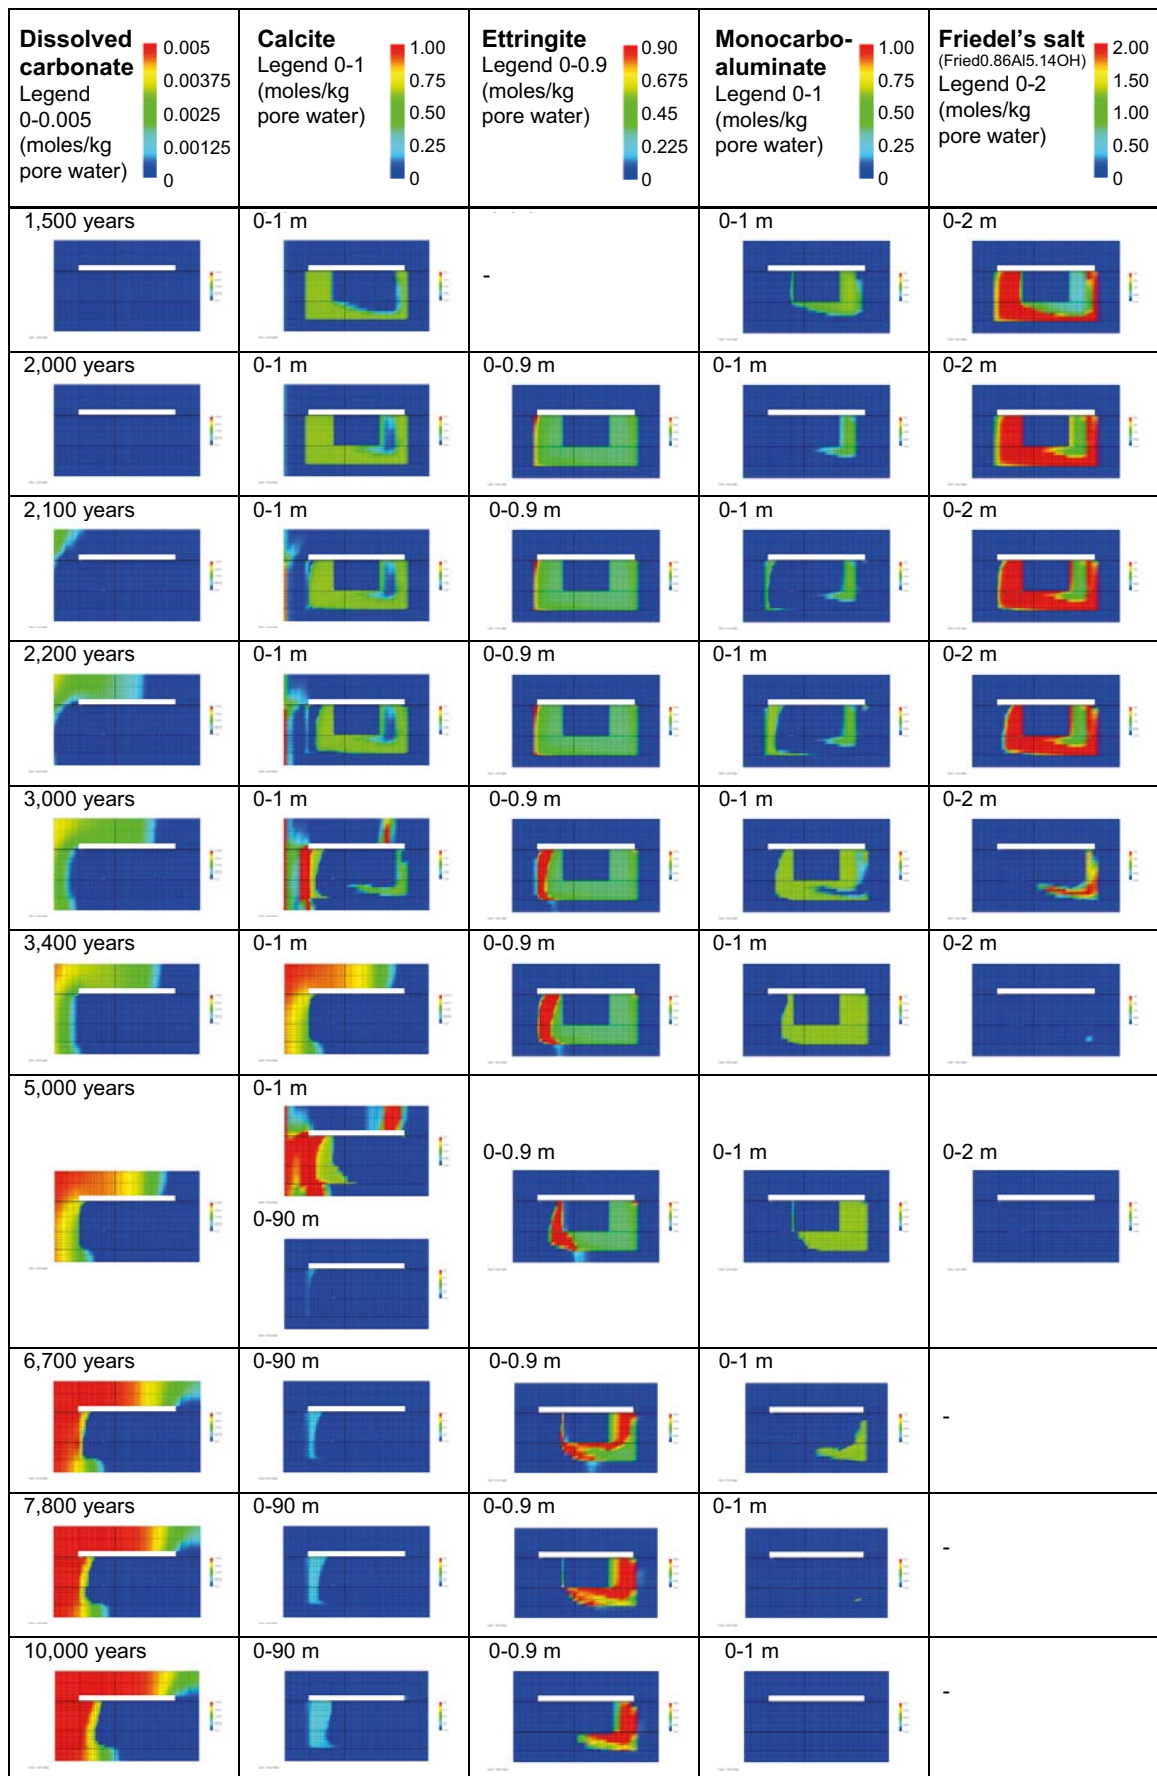 Dissolved
carbonate
Legend
0-0.005
(moles/kg
pore water)
0.005
0.00375
0.0025
0.00125
0
Calcite
Legend 0-1
(moles/kg
pore water)
1.00
0.75
0.50
0.25
0
Ettringite
Legend 0-0.9
(moles/kg
pore water)
0.90
0.675
0.45
0.225
0
Monocarbo-
aluminate
Legend 0-1
(moles/kg
pore water)
1.00
0.75
0.50
0.25
0
Friedel's salt
(Fried0.86Al5.14OH)
Legend 0-2
(moles/kg
pore water)
2.00
1.50
1.00
0.50
0
1,500 years
0-1 m
-
0-1 m
0-2 m
2,000 years
0-1 m
0-0.9 m
0-1 m
0-2 m
2,100 years
0-1 m
0-0.9 m
0-1 m
0-2 m
2,200 years
0-1 m
0-0.9 m
0-1 m
0-2 m
3,000 years
0-1 m
0-0.9 m
0-1 m
0-2 m
3,400 years
0-1 m
0-0.9 m
0-1 m
0-2 m
5,000 years
0-1 m
0-90 m
0-0.9 m
0-1 m
0-2 m
6,700 years
0-90 m
0-0.9 m
0-1 m
-
7,800 years
0-90 m
0-0.9 m
0-1 m
-
10,000 years
0-90 m
0-0.9 m
0-1 m
-